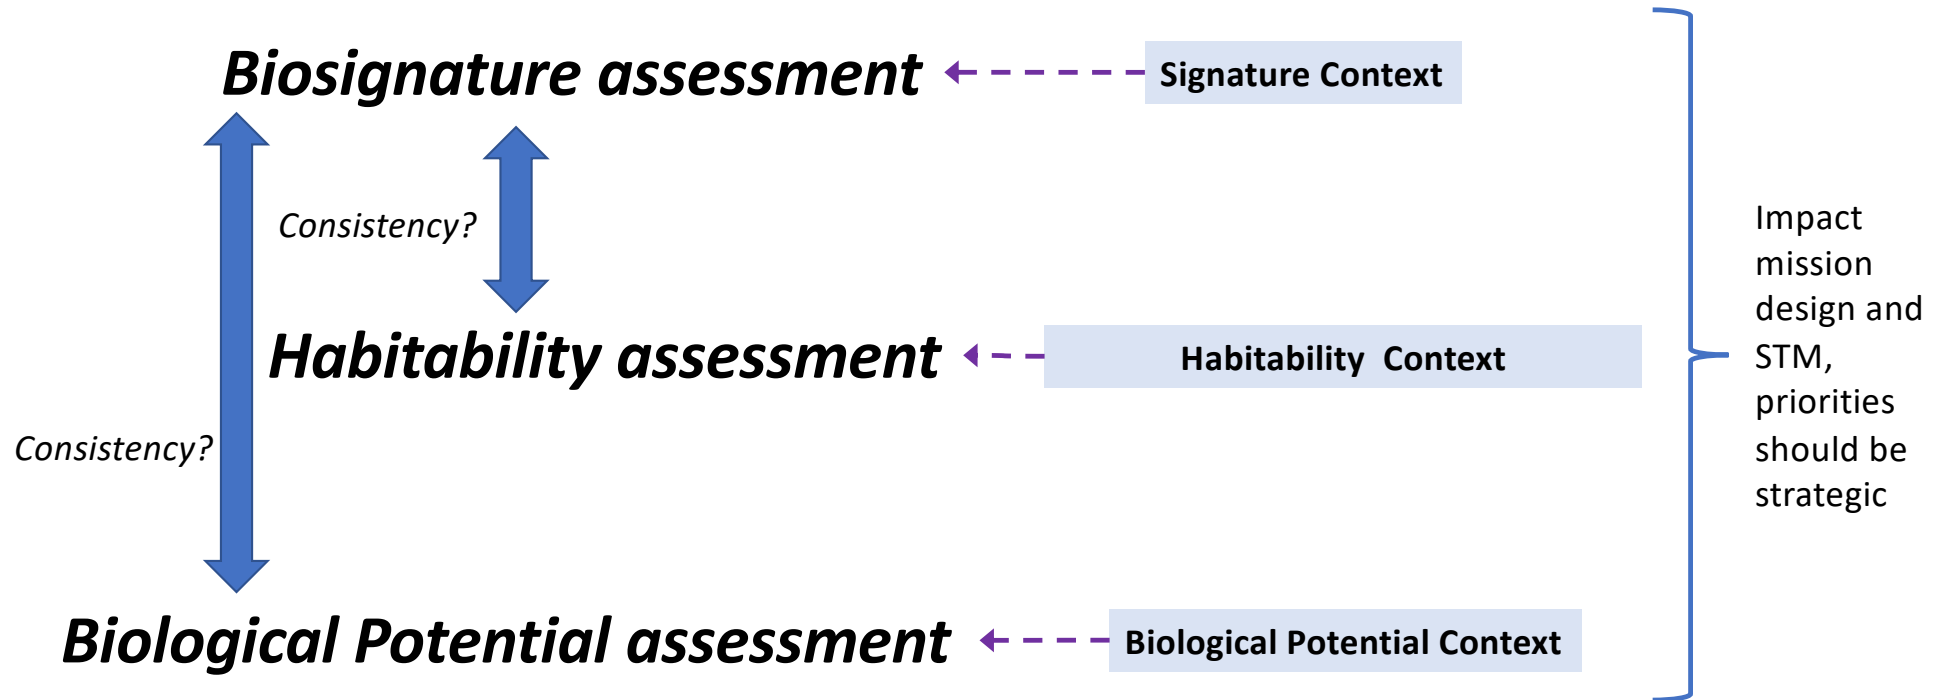 Biosignature assessment
Signature Context
Consistency?
Habitability assessment
Habitability  Context
Consistency?
Biological Potential assessment
Biological Potential Context
Impact
mission
design and
STM,
priorities
should be
strategic